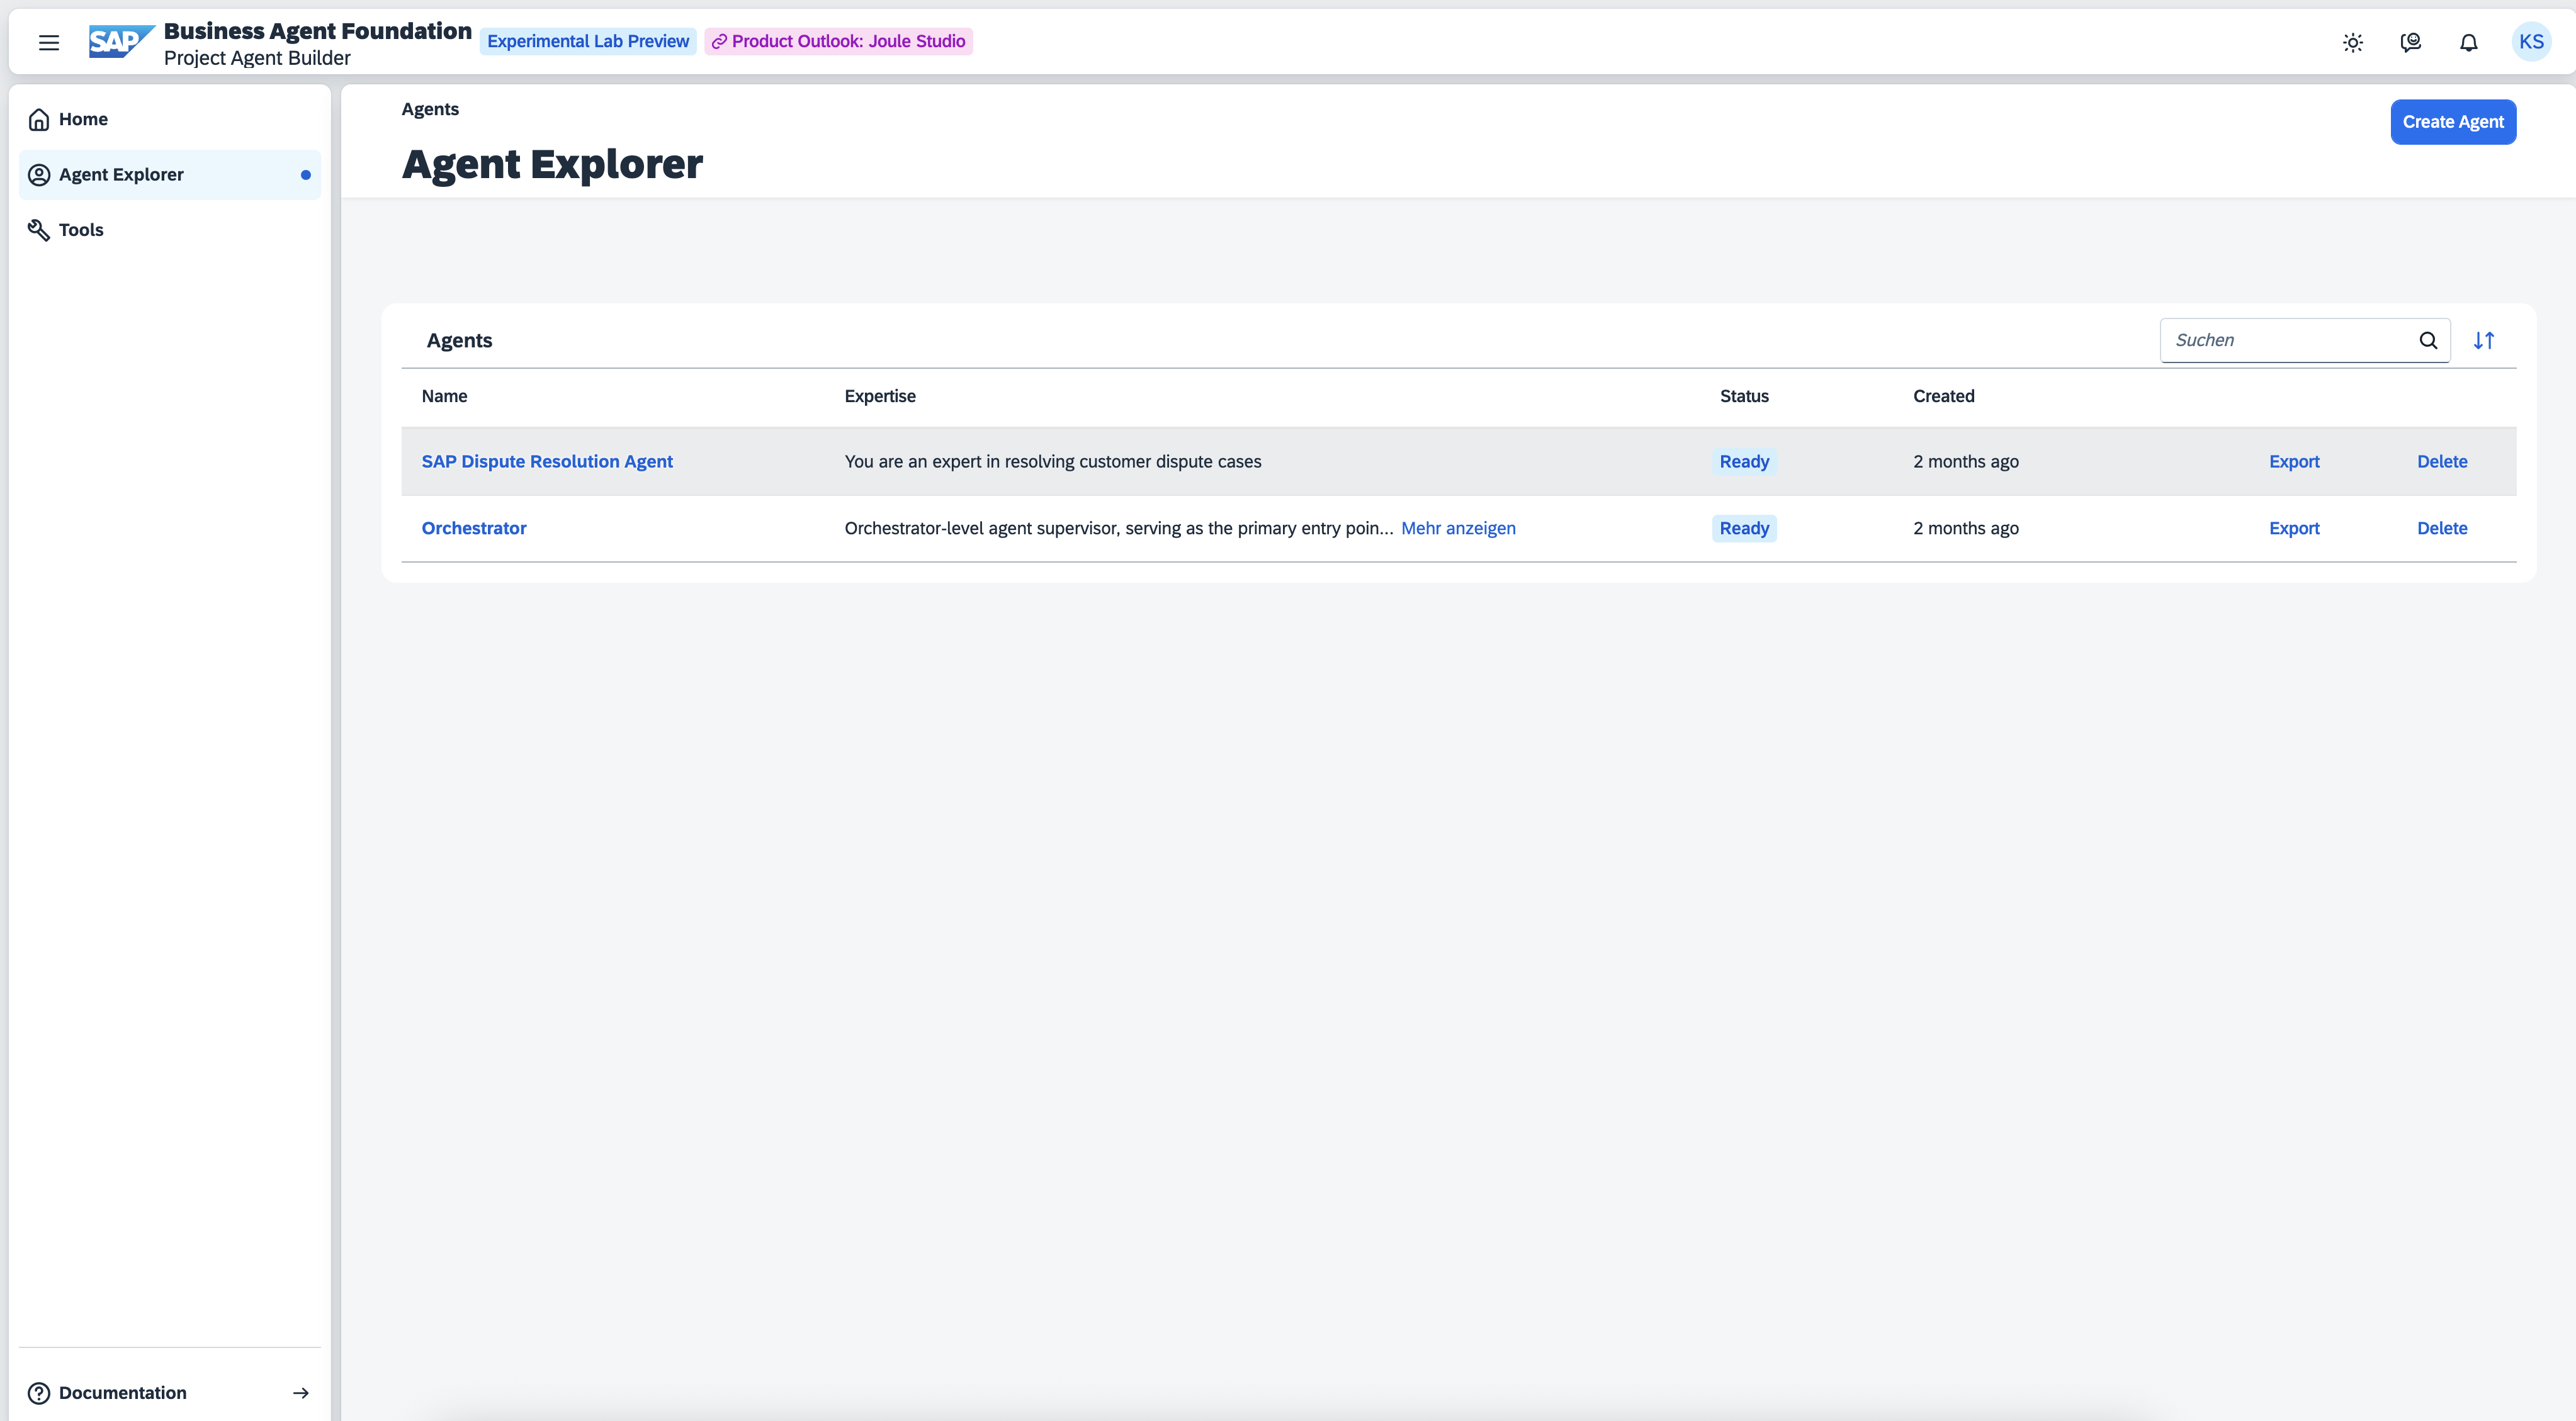 SAP
Business Agent Foundation
Project Agent Builder
Experimental Lab Preview
Product Outlook: Joule Studio
KS
Home
Agent Explorer
Tools
Documentation
Agents
Agent Explorer
Create Agent
Agents
Suchen
Name Expertise Status Created
SAP Dispute Resolution Agent You are an expert in resolving customer dispute cases Ready 2 months ago Export Delete
Orchestrator Orchestrator-level agent supervisor, serving as the primary entry poin... Mehr anzeigen Ready 2 months ago Export Delete